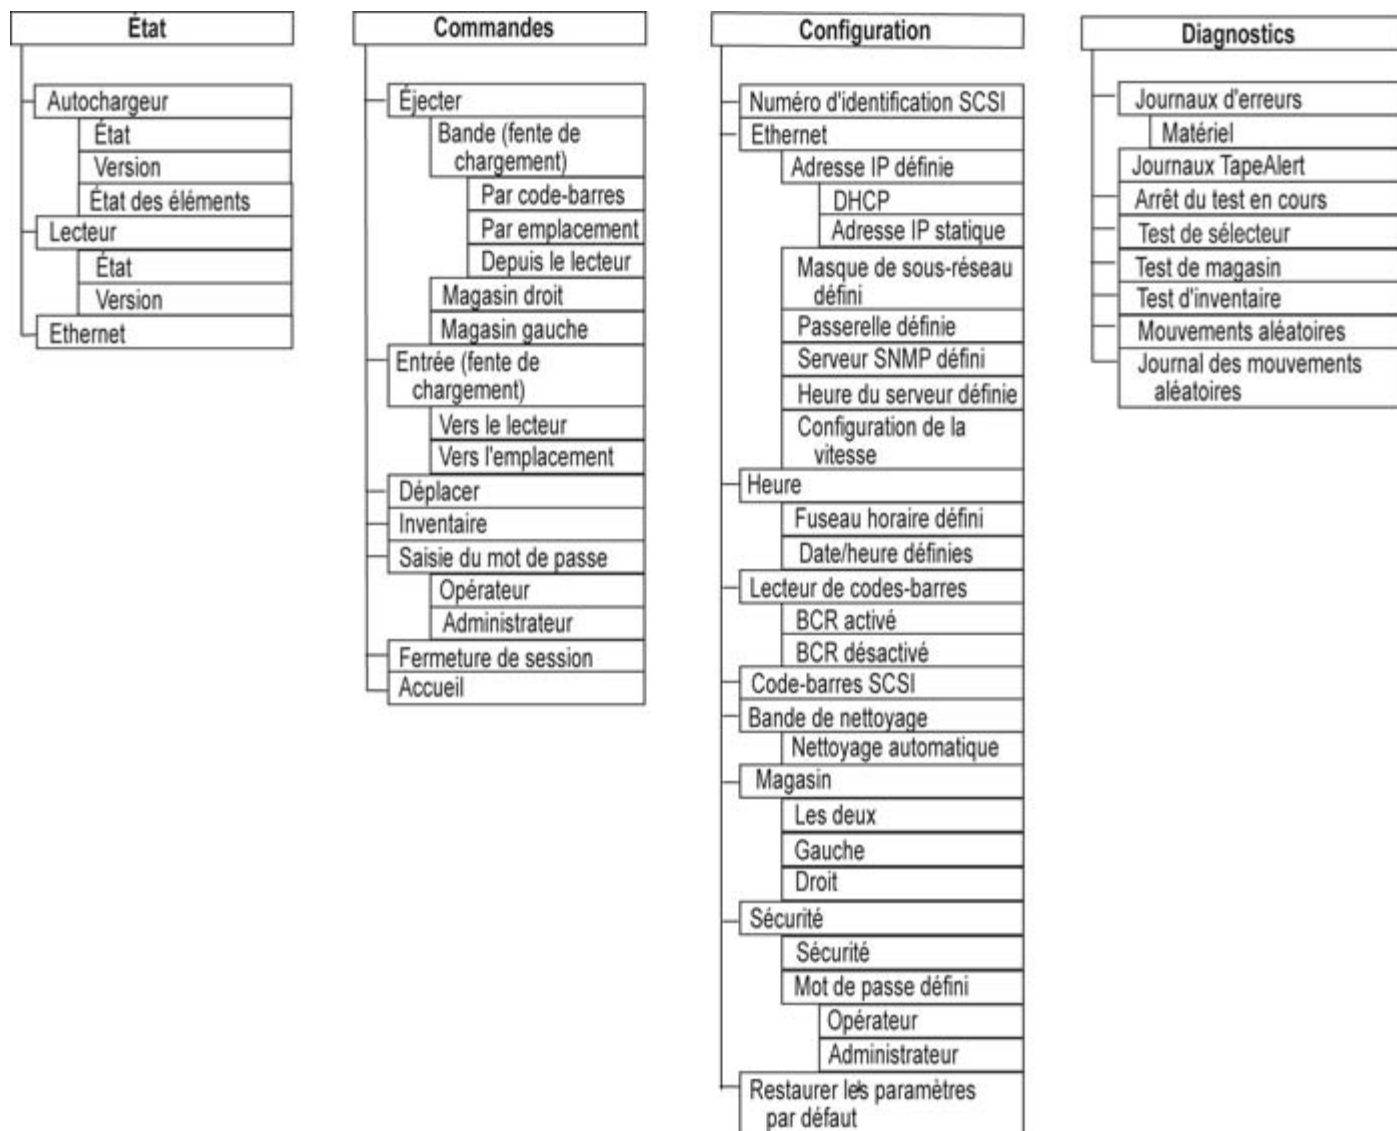 État
Autochargeur
État
Version
État des éléments
Lecteur
État
Version
Ethernet
Commandes
Éjecter
Bande (fente de
chargement)
Par code-barres
Par emplacement
Depuis le lecteur
Magasin droit
Magasin gauche
Entrée (fente de
chargement)
Vers le lecteur
Vers l'emplacement
Déplacer
Inventaire
Saisie du mot de passe
Opérateur
Administrateur
Fermeture de session
Accueil
Configuration
Numéro d'identification SCSI
Ethernet
Adresse IP définie
DHCP
Adresse IP statique
Masque de sous-réseau
défini
Passerelle définie
Serveur SNMP défini
Heure du serveur définie
Configuration de la
vitesse
Heure
Fuseau horaire défini
Date/heure définies
Lecteur de codes-barres
BCR activé
BCR désactivé
Code-barres SCSI
Bande de nettoyage
Nettoyage automatique
Magasin
Les deux
Gauche
Droit
Sécurité
Sécurité
Mot de passe défini
Opérateur
Administrateur
Restaurer les paramètres
par défaut
Diagnostics
Journaux d'erreurs
Matériel
Journaux TapeAlert
Arrêt du test en cours
Test de sélecteur
Test de magasin
Test d'inventaire
Mouvements aléatoires
Journal des mouvements
aléatoires